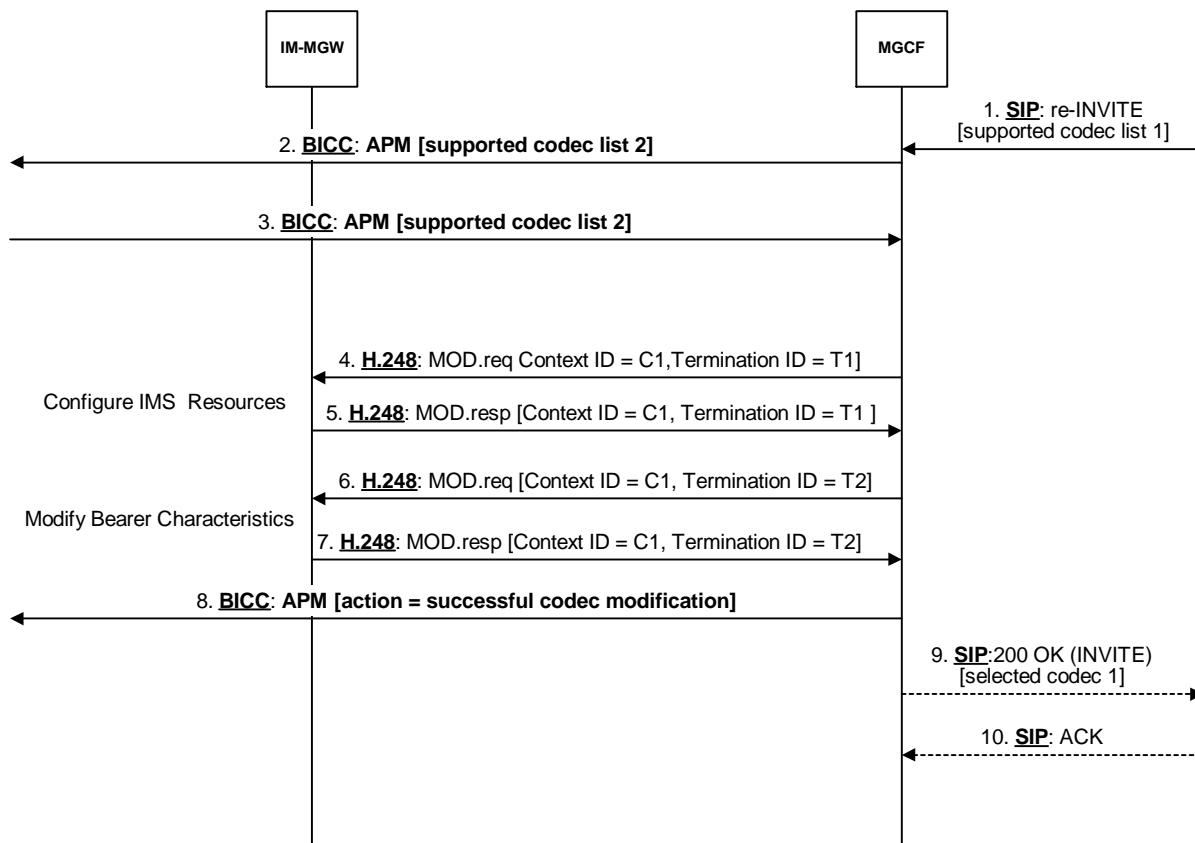 IM-MGW
MGCF
1. SIP: re-INVITE
[supported codec list 1]
2. BICC: APM [supported codec list 2]
3. BICC: APM [supported codec list 2]
4. H.248: MOD.req Context ID = C1,Termination ID = T1]
Configure IMS Resources
5. H.248: MOD.resp [Context ID = C1, Termination ID = T1 ]
6. H.248: MOD.req [Context ID = C1, Termination ID = T2]
Modify Bearer Characteristics
7. H.248: MOD.resp [Context ID = C1, Termination ID = T2]
8. BICC: APM [action = successful codec modification]
9. SIP:200 OK (INVITE)
[selected codec 1]
10. SIP: ACK